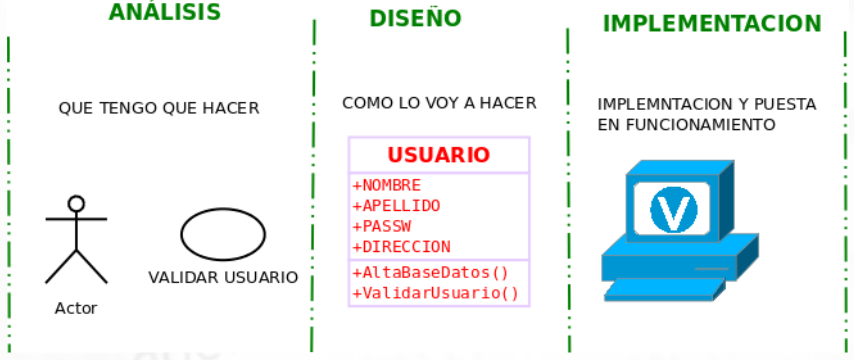 ANÁLISIS
QUE TENGO QUE HACER
Actor
VALIDAR USUARIO
DISEÑO
COMO LO VOY A HACER
USUARIO
+NOMBRE
+APELLIDO
+PASSW
+DIRECCION
+AltaBaseDatos()
+ValidarUsuario()
IMPLEMENTACION
IMPLEMNTACION Y PUESTA
EN FUNCIONAMIENTO
V